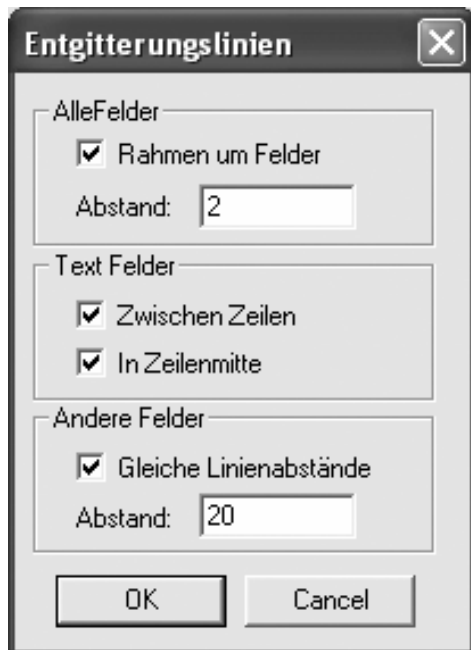 Entgitterungslinien
AlleFelder
Rahmen um Felder
Abstand: 2
Text Felder
Zwischen Zeilen
In Zeilenmitte
Andere Felder
Gleiche Linienabstände
Abstand: 20
OK Cancel